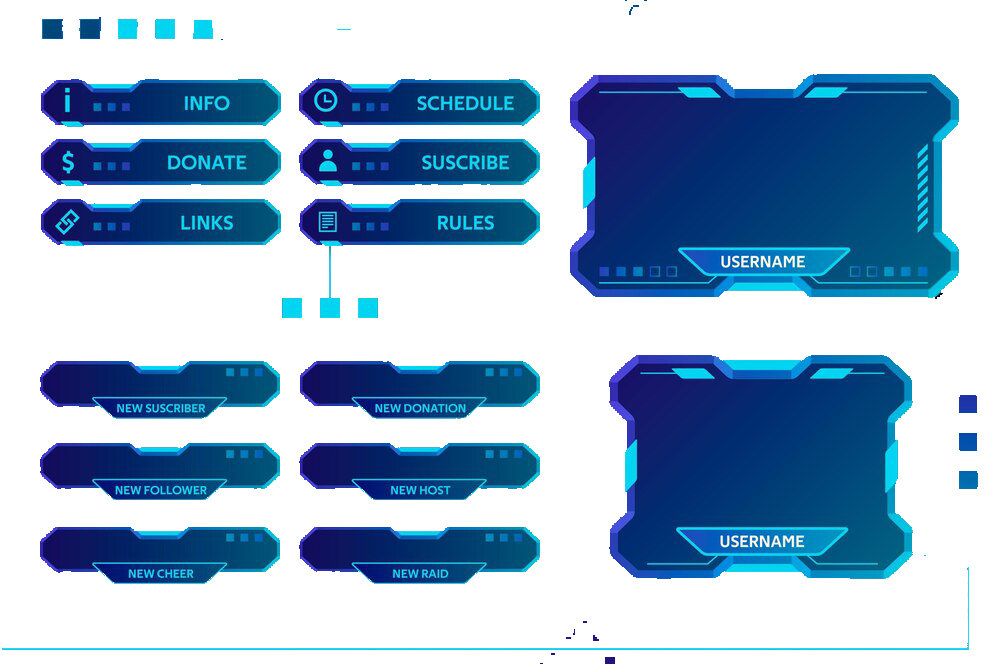 INFO
SCHEDULE
DONATE
SUSCRIBE
LINKS
RULES
USERNAME
NEW SUSCRIBER
NEW DONATION
NEW FOLLOWER
NEW HOST
NEW CHEER
NEW RAID
USERNAME